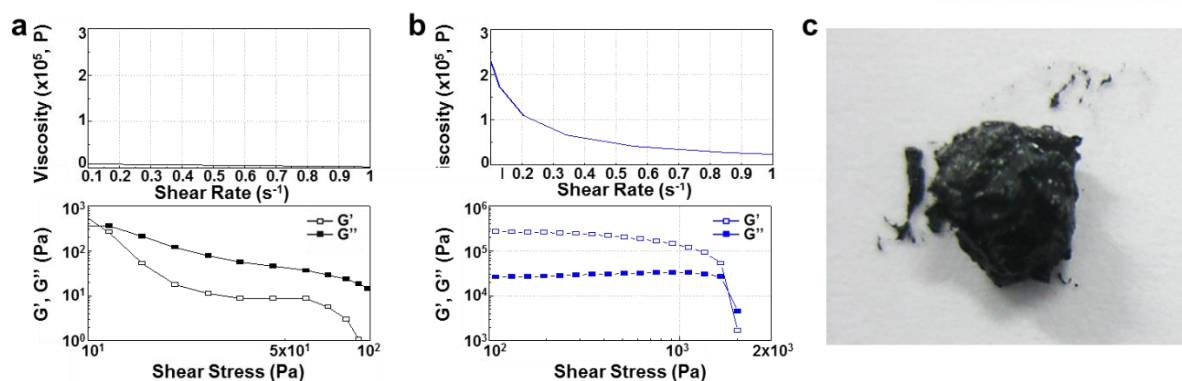 a
Viscosity (x10⁵, P)
3
2
1
0
0.1 0.2 0.3 0.4 0.5 0.6 0.7 0.8 0.9 1
Shear Rate (s⁻¹)
G', G'' (Pa)
10³
10²
10¹
10⁰
G'
G''
10¹ 5x10¹ 10²
Shear Stress (Pa)
b
iscosity (x10⁵, P)
3
2
1
0
1 0.2 0.3 0.4 0.5 0.6 0.7 0.8 0.9 1
Shear Rate (s⁻¹)
G', G'' (Pa)
10⁶
10⁵
10⁴
10³
G'
G''
10² 10³ 2x10³
Shear Stress (Pa)
c